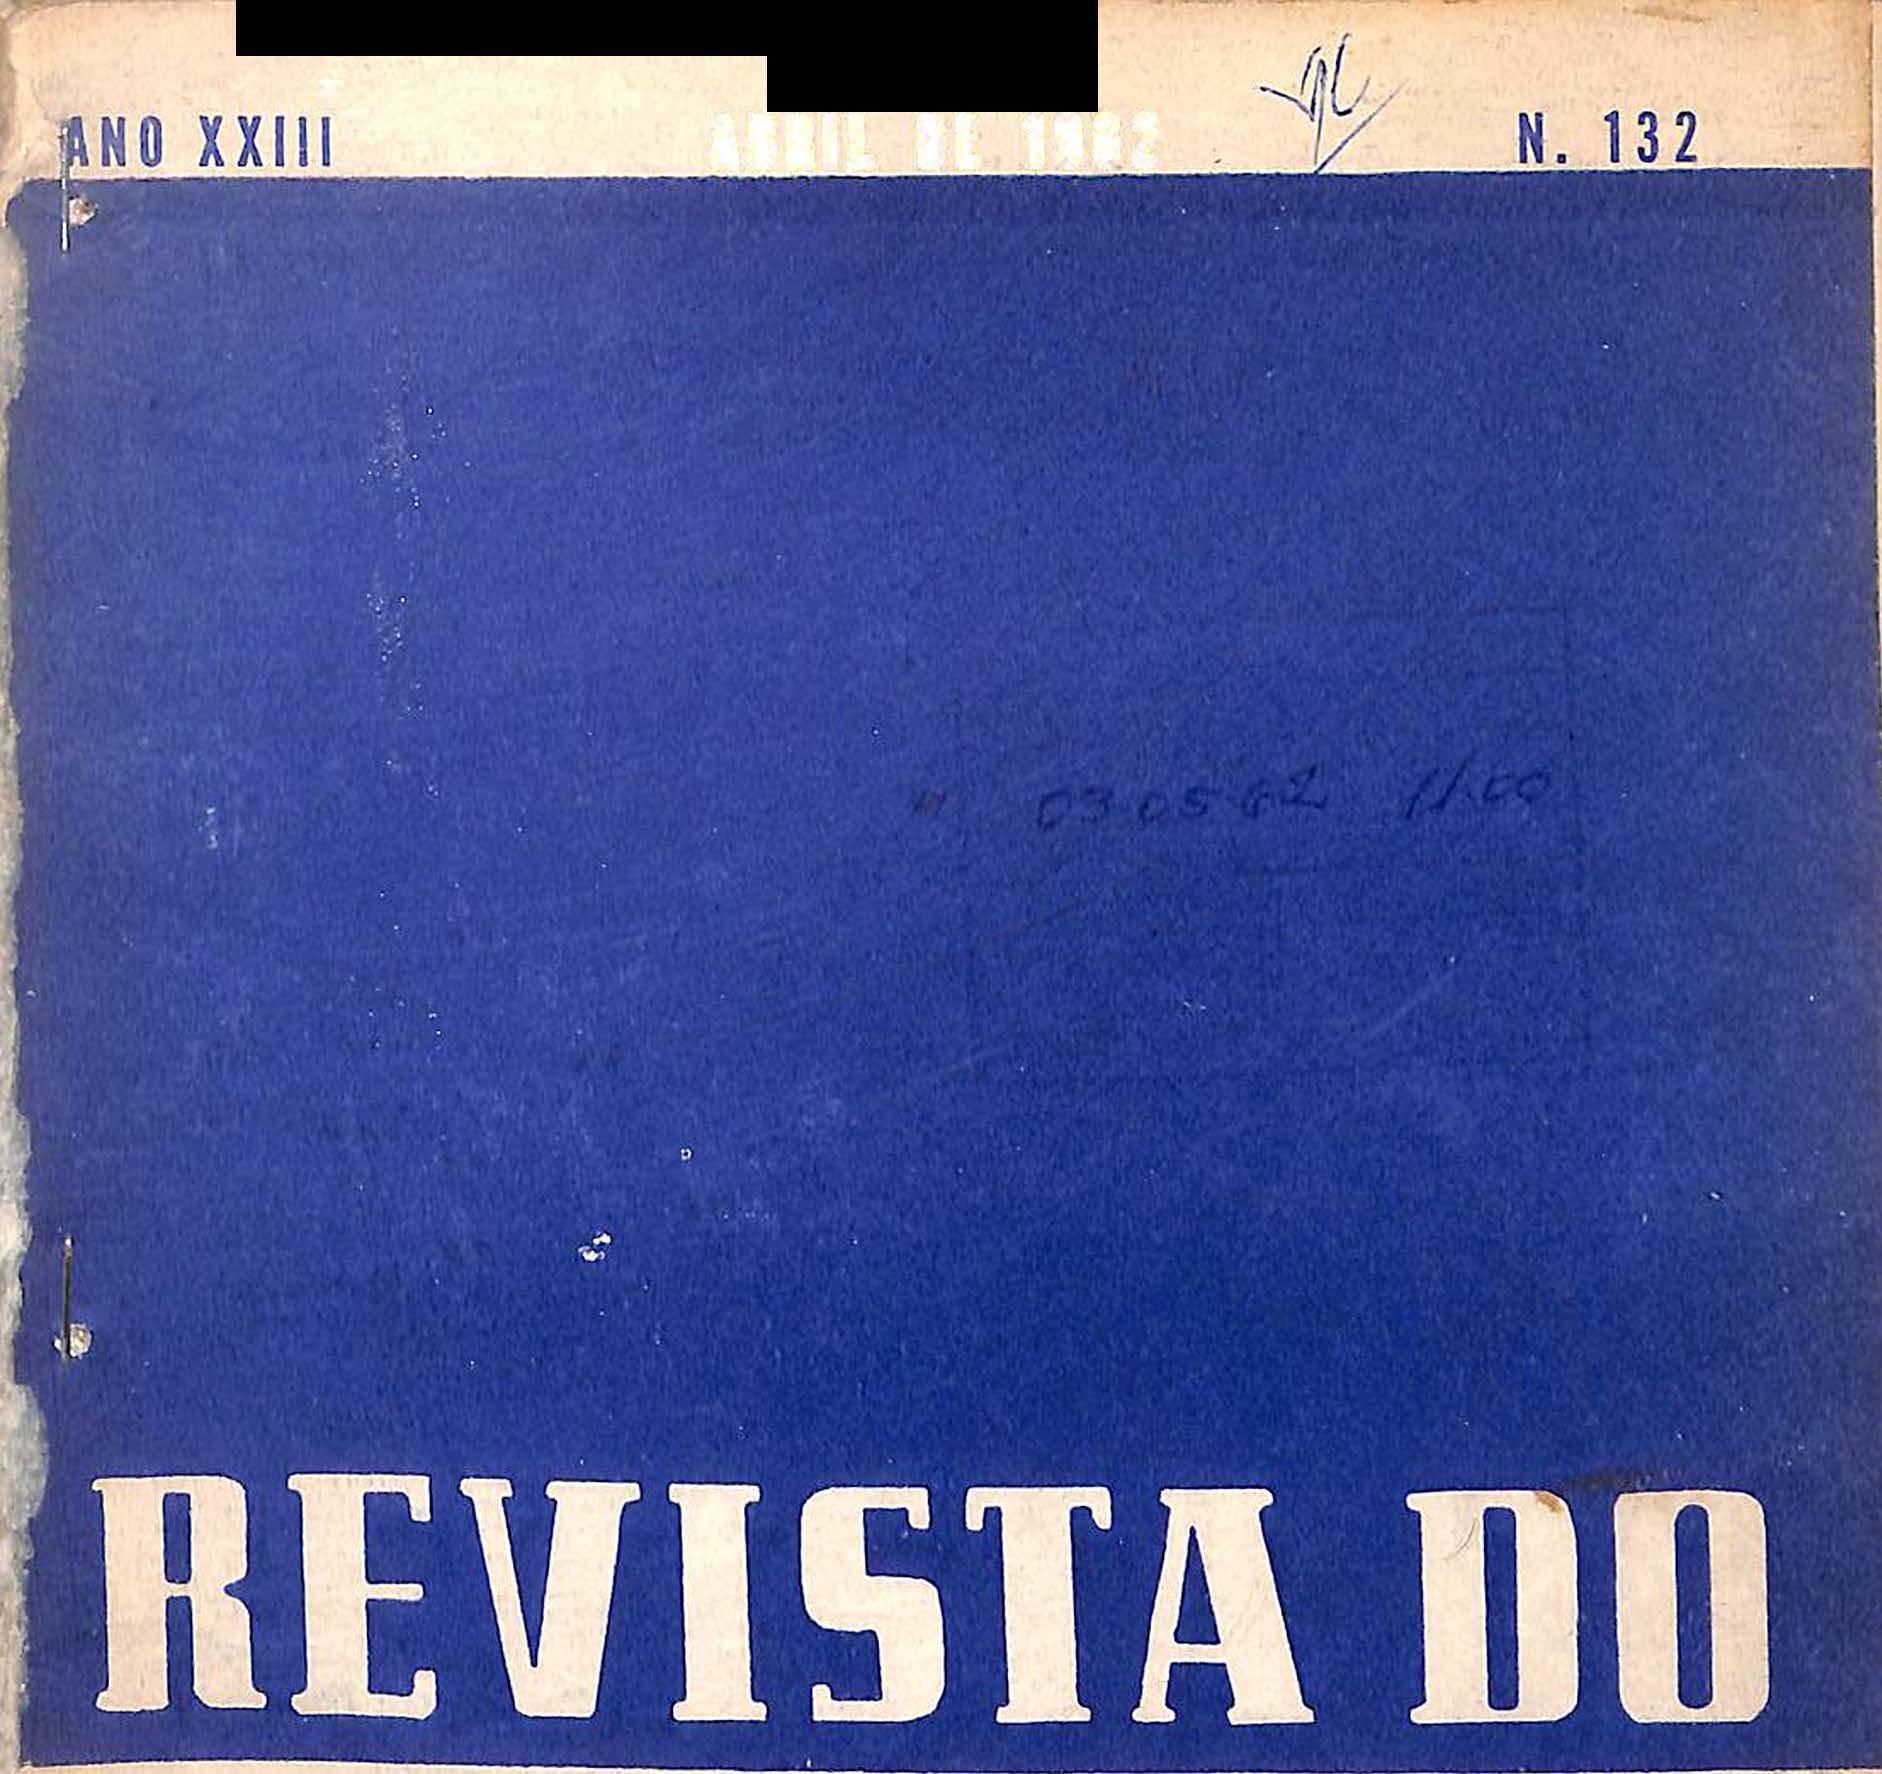 ANO XXIII ABRIL DE 1962 N. 132
03.05.62 11.00
REVISTA DO